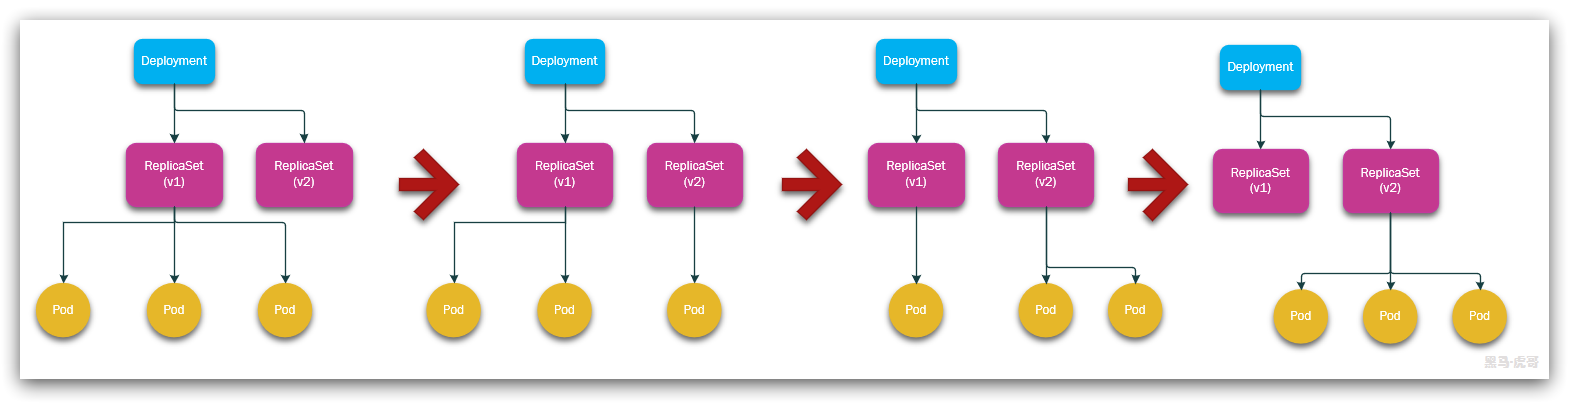 Deployment
Deployment
Deployment
Deployment
ReplicaSet
(v1)
ReplicaSet
(v2)
ReplicaSet
(v1)
ReplicaSet
(v2)
ReplicaSet
(v1)
ReplicaSet
(v2)
ReplicaSet
(v1)
ReplicaSet
(v2)
Pod
Pod
Pod
Pod
Pod
Pod
Pod
Pod
Pod
Pod
Pod
Pod
黑马·虎哥